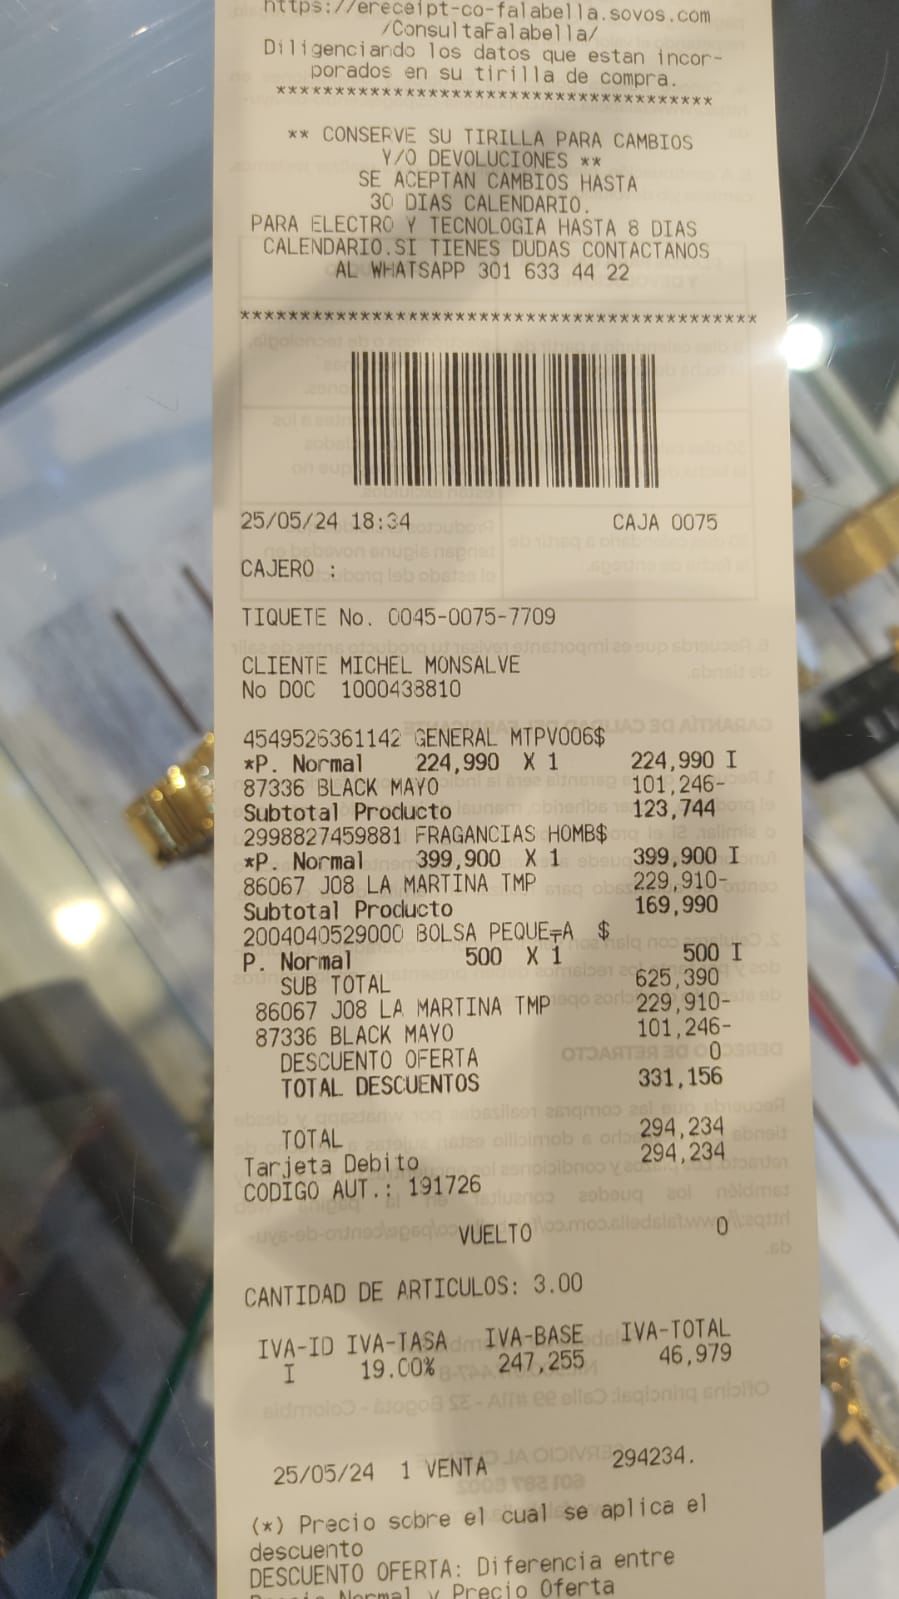 https://ereceipt-co-falabella.sovos.com
/ConsultaFalabella/
Diligenciando los datos que estan incor-
porados en su tirilla de compra.
*************************************
** CONSERVE SU TIRILLA PARA CAMBIOS
Y/O DEVOLUCIONES **
SE ACEPTAN CAMBIOS HASTA
30 DIAS CALENDARIO.
PARA ELECTRO Y TECNOLOGIA HASTA 8 DIAS
CALENDARIO.SI TIENES DUDAS CONTACTANOS
AL WHATSAPP 301 633 44 22
********************************************
25/05/24 18:34 CAJA 0075
CAJERO :
TIQUETE No. 0045-0075-7709
CLIENTE MICHEL MONSALVE
No DOC 1000438810
4549526361142 GENERAL MTPV006$
*P. Normal 224,990 X 1 224,990 I
87336 BLACK MAYO 101,246-
Subtotal Producto 123,744
2998827459881 FRAGANCIAS HOMB$
*P. Normal 399,900 X 1 399,900 I
86067 J08 LA MARTINA TMP 229,910-
Subtotal Producto 169,990
2004040529000 BOLSA PEQUE╤A $
P. Normal 500 X 1 500 I
SUB TOTAL 625,390
86067 J08 LA MARTINA TMP 229,910-
87336 BLACK MAYO 101,246-
DESCUENTO OFERTA 0
TOTAL DESCUENTOS 331,156
TOTAL 294,234
Tarjeta Debito 294,234
CODIGO AUT.: 191726
VUELTO 0
CANTIDAD DE ARTICULOS: 3.00
IVA-ID IVA-TASA IVA-BASE IVA-TOTAL
I 19.00% 247,255 46,979
25/05/24 1 VENTA 294234.
(*) Precio sobre el cual se aplica el
descuento
DESCUENTO OFERTA: Diferencia entre
Precio Normal y Precio Oferta